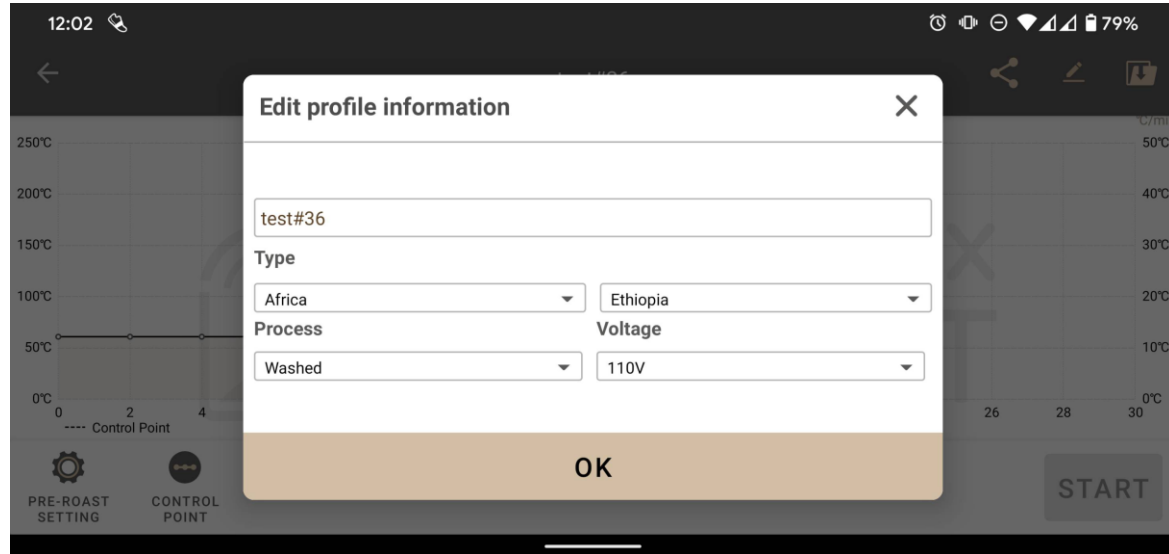 12:02
79%
Edit profile information
°C/mi
250°C
50°C
200°C
40°C
test#36
150°C
30°C
Type
100°C
Africa
Ethiopia
20°C
Process
Voltage
50°C
10°C
Washed
110V
0°C
0°C
0
2
4
26
28
30
---- Control Point
OK
PRE-ROAST
SETTING
CONTROL
POINT
START